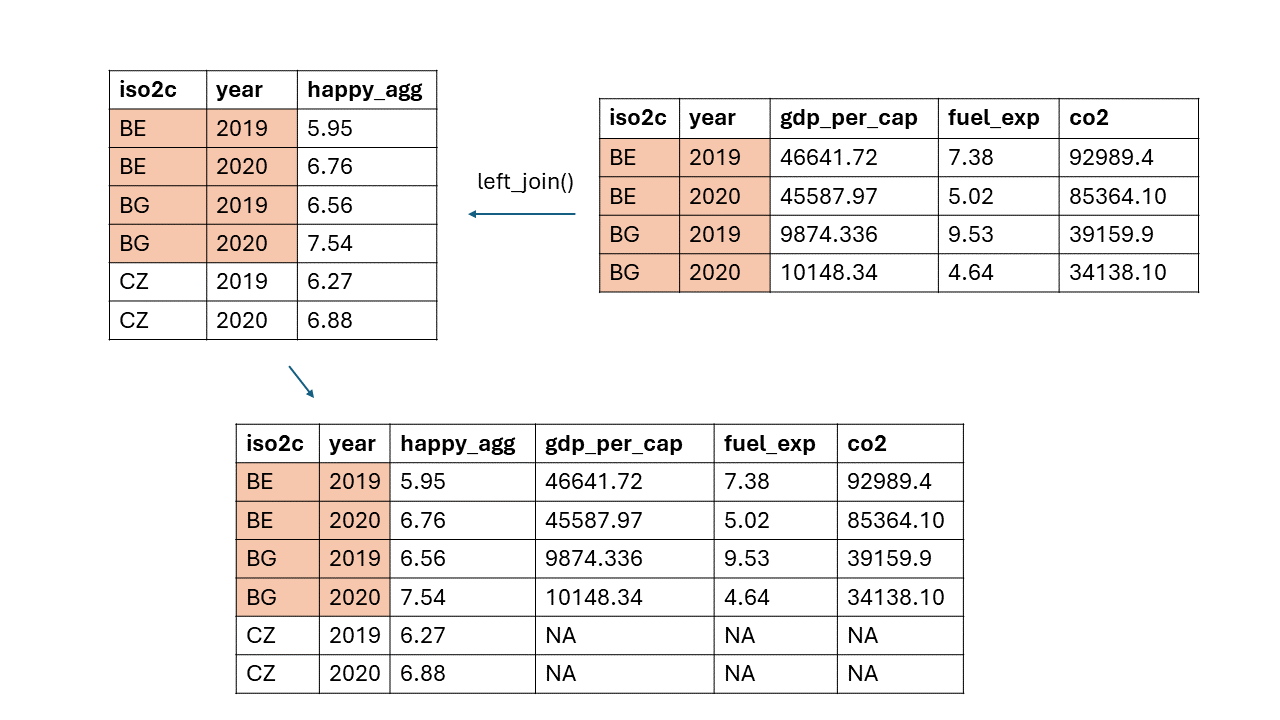 iso2c year happy_agg
BE 2019 5.95
BE 2020 6.76
BG 2019 6.56
BG 2020 7.54
CZ 2019 6.27
CZ 2020 6.88
left_join()
iso2c year gdp_per_cap fuel_exp co2
BE 2019 46641.72 7.38 92989.4
BE 2020 45587.97 5.02 85364.10
BG 2019 9874.336 9.53 39159.9
BG 2020 10148.34 4.64 34138.10
iso2c year happy_agg gdp_per_cap fuel_exp co2
BE 2019 5.95 46641.72 7.38 92989.4
BE 2020 6.76 45587.97 5.02 85364.10
BG 2019 6.56 9874.336 9.53 39159.9
BG 2020 7.54 10148.34 4.64 34138.10
CZ 2019 6.27 NA NA NA
CZ 2020 6.88 NA NA NA